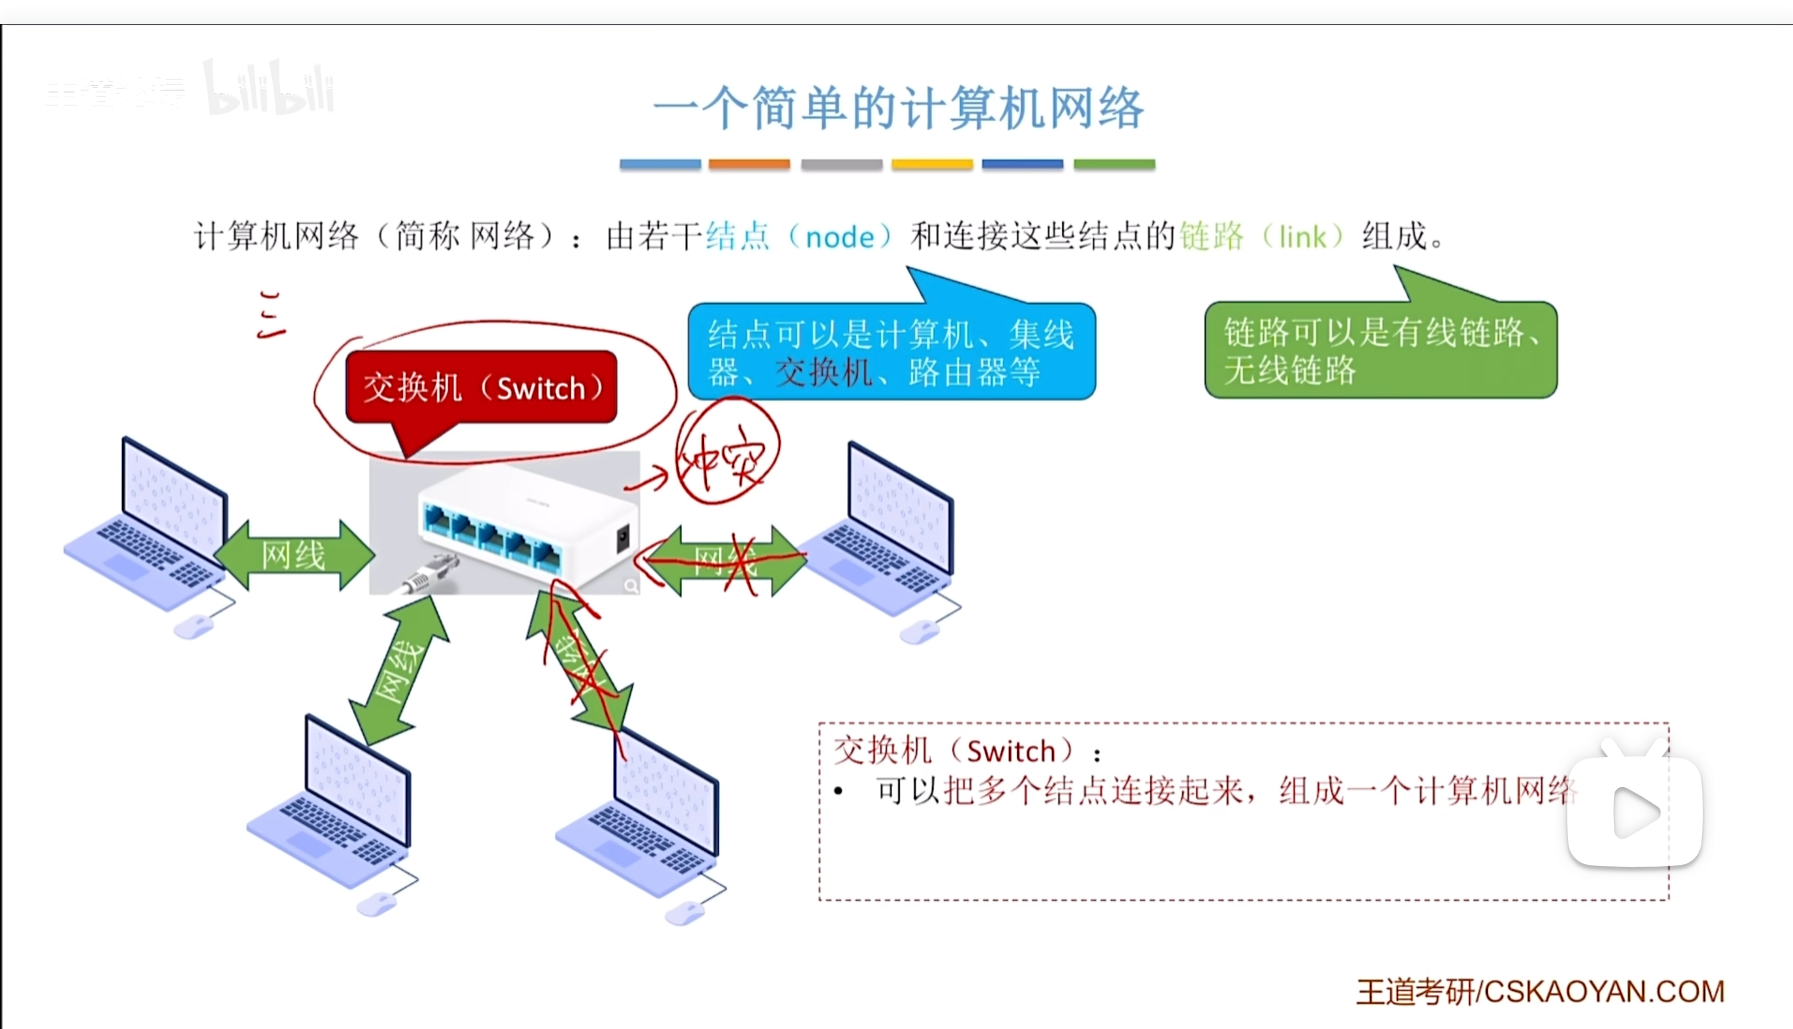 bilibili
一个简单的计算机网络
计算机网络（简称 网络）：由若干结点（node）和连接这些结点的链路（link）组成。
结点可以是计算机、集线
器、交换机、路由器等
链路可以是有线链路、
无线链路
交换机（Switch）
冲突
网线
网线
网线
网线
交换机（Switch）：
• 可以把多个结点连接起来，组成一个计算机网络
王道考研/CSKAOYAN.COM